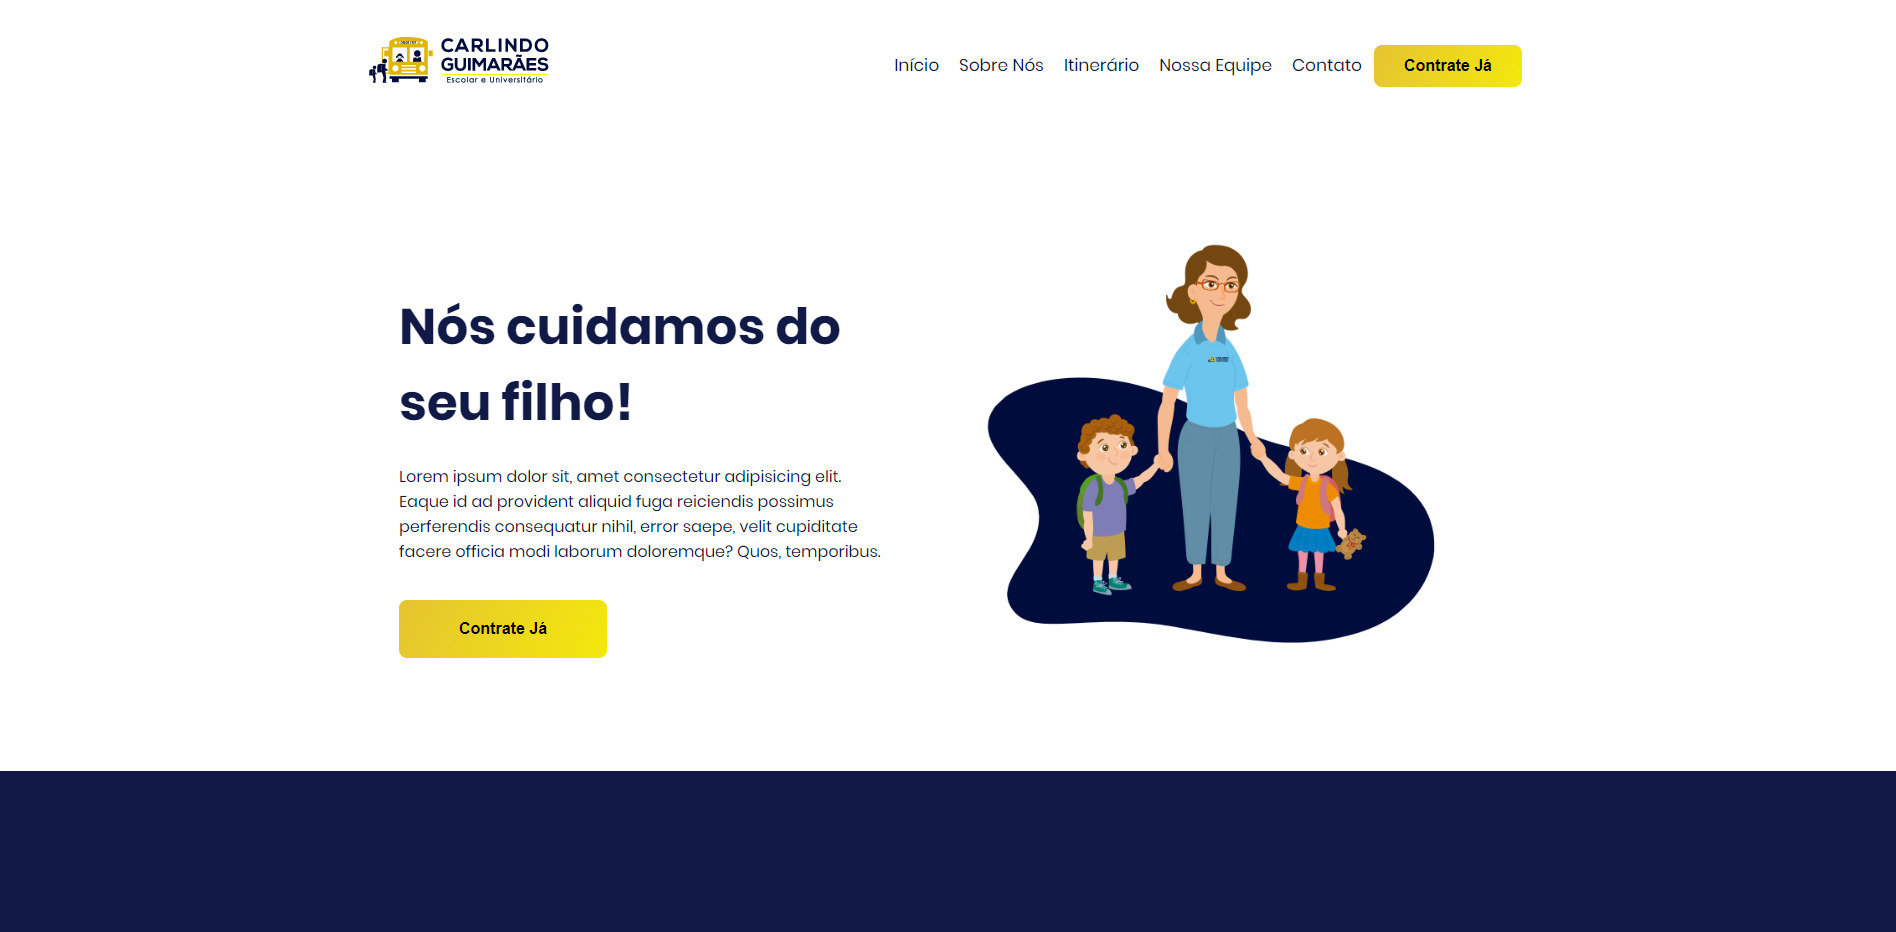 CARLINDO
GUIMARÃES
Escolar e Universitário
Início Sobre Nós Itinerário Nossa Equipe Contato Contrate Já
Nós cuidamos do
seu filho!
Lorem ipsum dolor sit, amet consectetur adipisicing elit.
Eaque id ad provident aliquid fuga reiciendis possimus
perferendis consequatur nihil, error saepe, velit cupiditate
facere officia modi laborum doloremque? Quos, temporibus.
Contrate Já